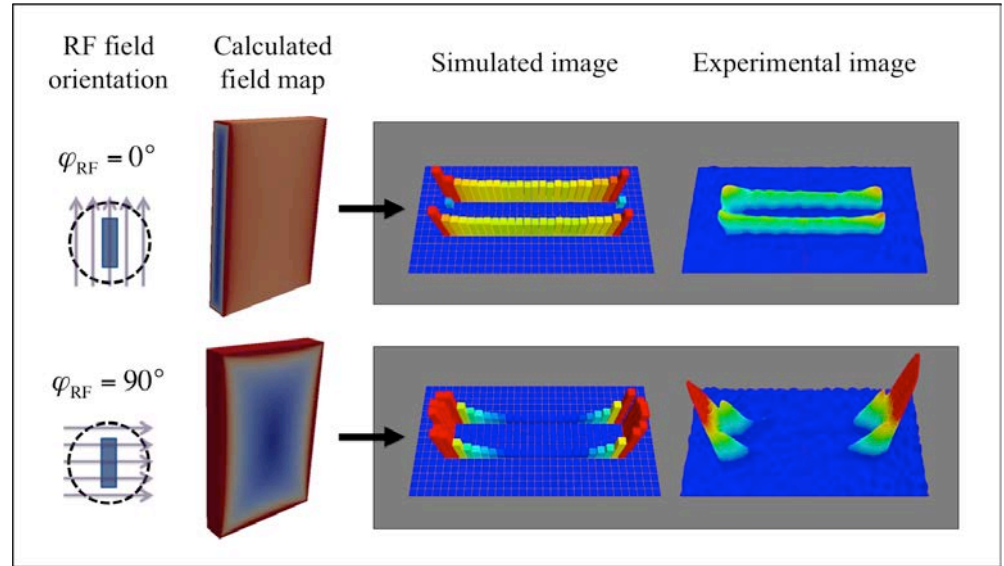 RF field
orientation
Calculated
field map
Simulated image
Experimental image
φRF = 0°
φRF = 90°